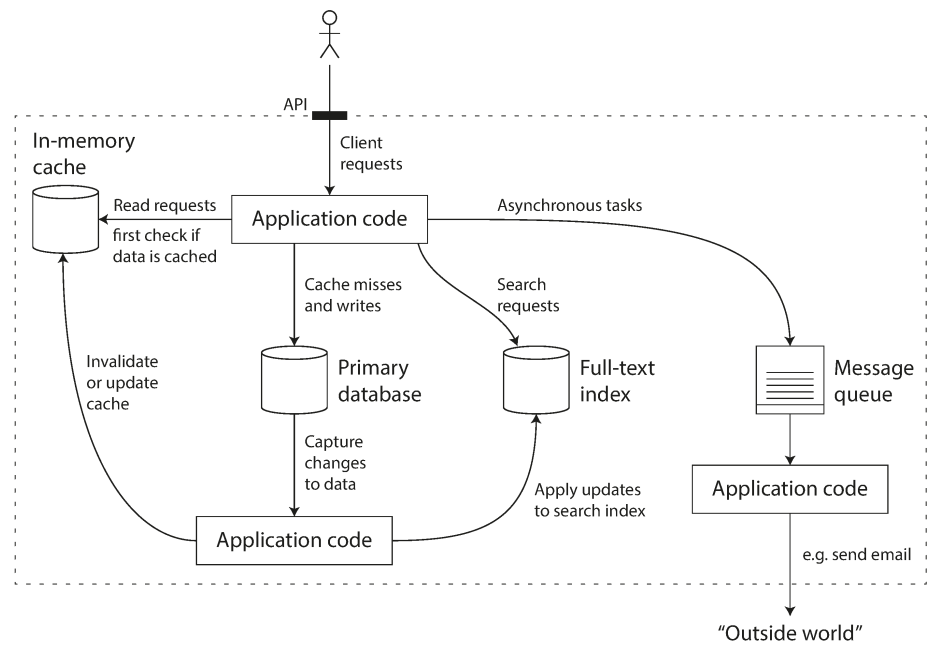 API
Client
requests
In-memory
cache
Read requests
first check if
data is cached
Application code
Asynchronous tasks
Cache misses
and writes
Search
requests
Invalidate
or update
cache
Primary
database
Full-text
index
Message
queue
Capture
changes
to data
Apply updates
to search index
Application code
Application code
e.g. send email
“Outside world”